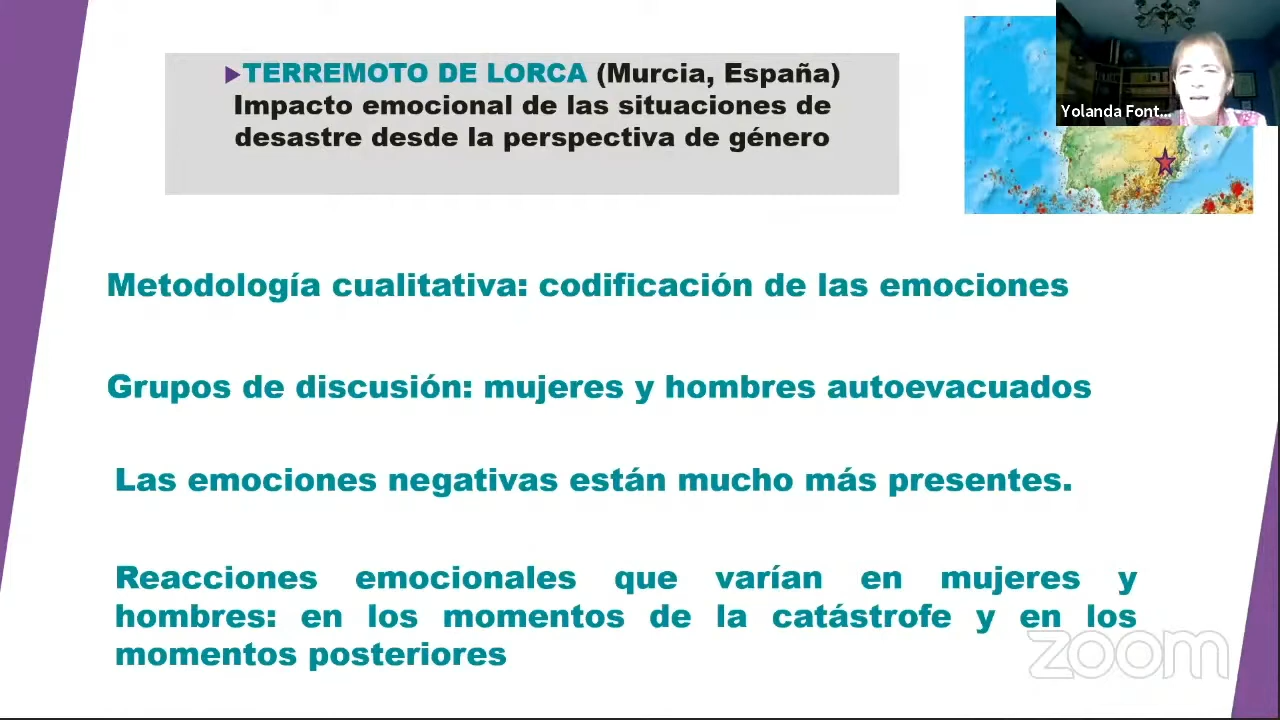 ▶TERREMOTO DE LORCA (Murcia, España)
Impacto emocional de las situaciones de
desastre desde la perspectiva de género
Yolanda Font...
Metodología cualitativa: codificación de las emociones
Grupos de discusión: mujeres y hombres autoevacuados
Las emociones negativas están mucho más presentes.
Reacciones emocionales que varían en mujeres y
hombres: en los momentos de la catástrofe y en los
momentos posteriores
zoom